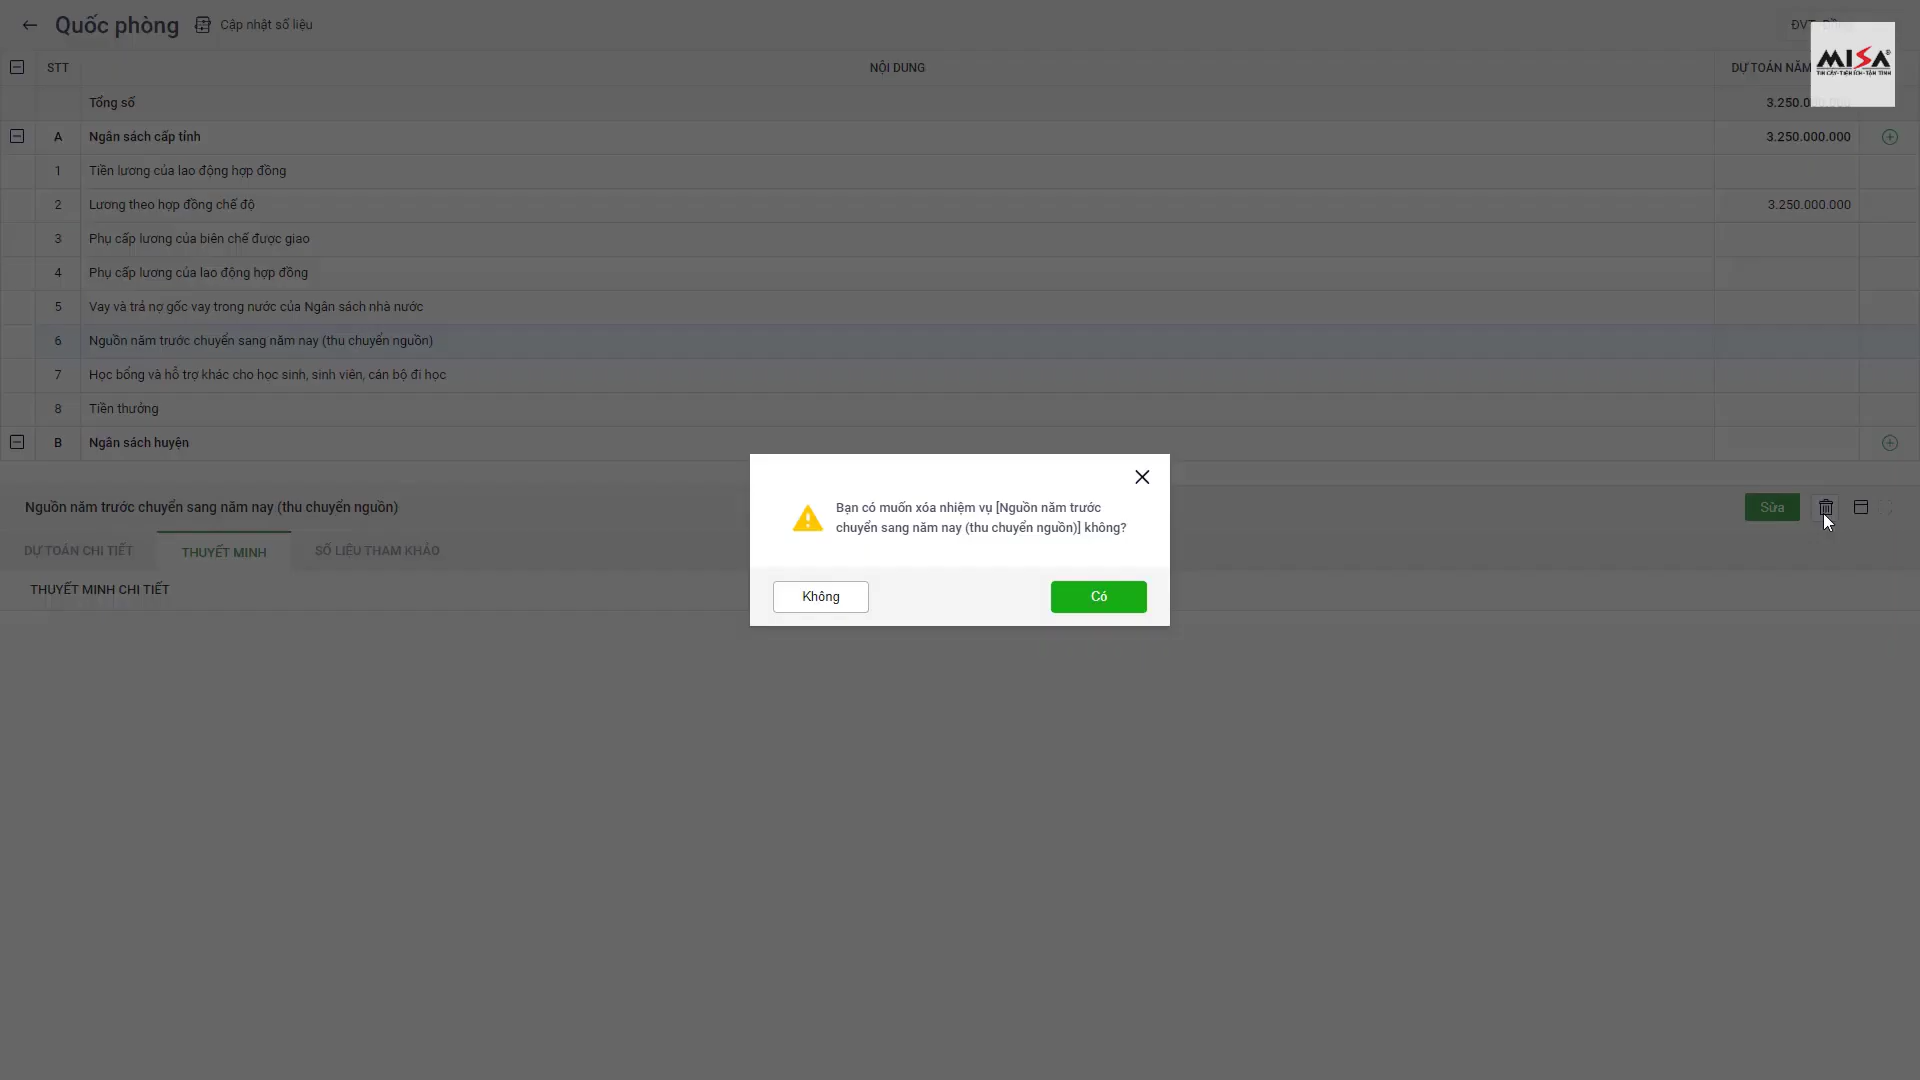 Quốc phòng Cập nhật số liệu
STT NỘI DUNG DỰ TOÁN NĂM
MISA
TIN CẬY-TIỆN ÍCH-TẬN TÌNH
Tổng số
A Ngân sách cấp tỉnh 3.250.000.000
1 Tiền lương của lao động hợp đồng
2 Lương theo hợp đồng chế độ 3.250.000.000
3 Phụ cấp lương của biên chế được giao
4 Phụ cấp lương của lao động hợp đồng
5 Vay và trả nợ gốc vay trong nước của Ngân sách nhà nước
6 Nguồn năm trước chuyển sang năm nay (thu chuyển nguồn)
7 Học bổng và hỗ trợ khác cho học sinh, sinh viên, cán bộ đi học
8 Tiền thưởng
B Ngân sách huyện
Bạn có muốn xóa nhiệm vụ [Nguồn năm trước
chuyển sang năm nay (thu chuyển nguồn)] không?
Không Có
Nguồn năm trước chuyển sang năm nay (thu chuyển nguồn) Sửa
DỰ TOÁN CHI TIẾT THUYẾT MINH SỐ LIỆU THAM KHẢO
THUYẾT MINH CHI TIẾT